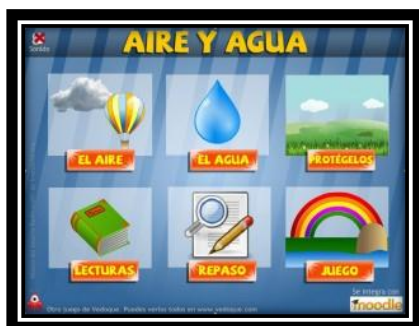 AIRE Y AGUA
Sonido
EL AIRE
EL AGUA
PROTÉGELOS
LECTURAS
REPASO
JUEGO
Se integra con
moodle
Otro juego de Vedoque. Puedes verlos todos en www.vedoque.com